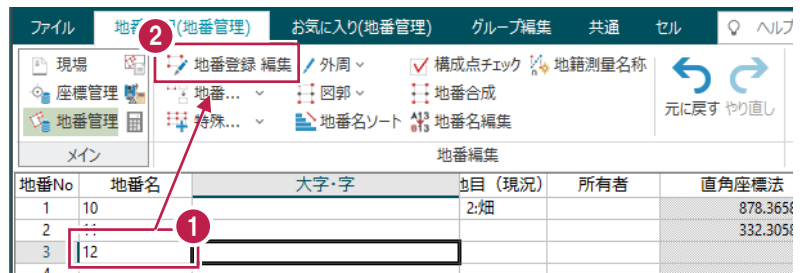 ファイル 地番 (地番管理) お気に入り(地番管理) グループ編集 共通 セル ヘルプ
2
現場 地番登録 編集 外周 構成点チェック 地籍測量名称
座標管理 地番... 図郭 地番合成 元に戻す やり直し
地番管理 特殊... 地番名ソート 地番名編集
メイン 地番編集
地番No 地番名 大字・字 地目（現況） 所有者 直角座標法
1 10 2:畑 878.3658
2 332.3058
1
3 12